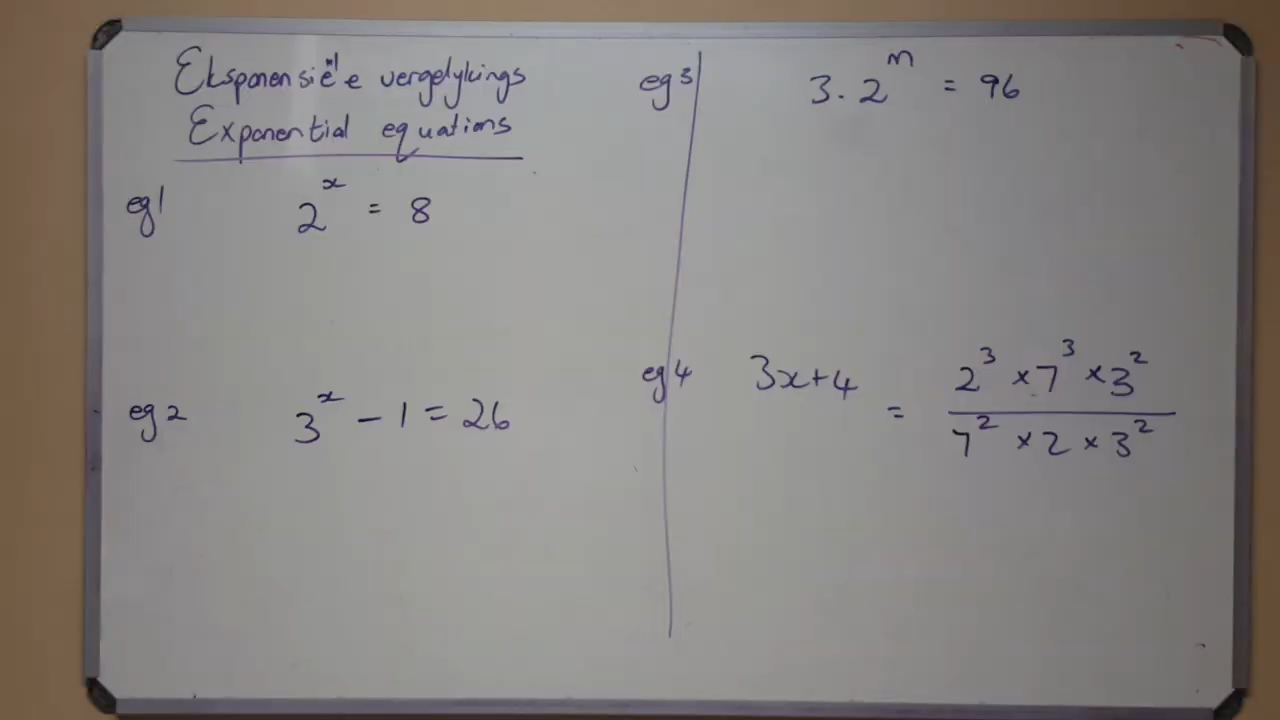 Eksponensiële vergelykings
Exponential equations
eg1 2^x = 8
eg2 3^x - 1 = 26
eg3 3 . 2^m = 96
eg4 3x+4 = (2^3 × 7^3 × 3^2) / (7^2 × 2 × 3^2)